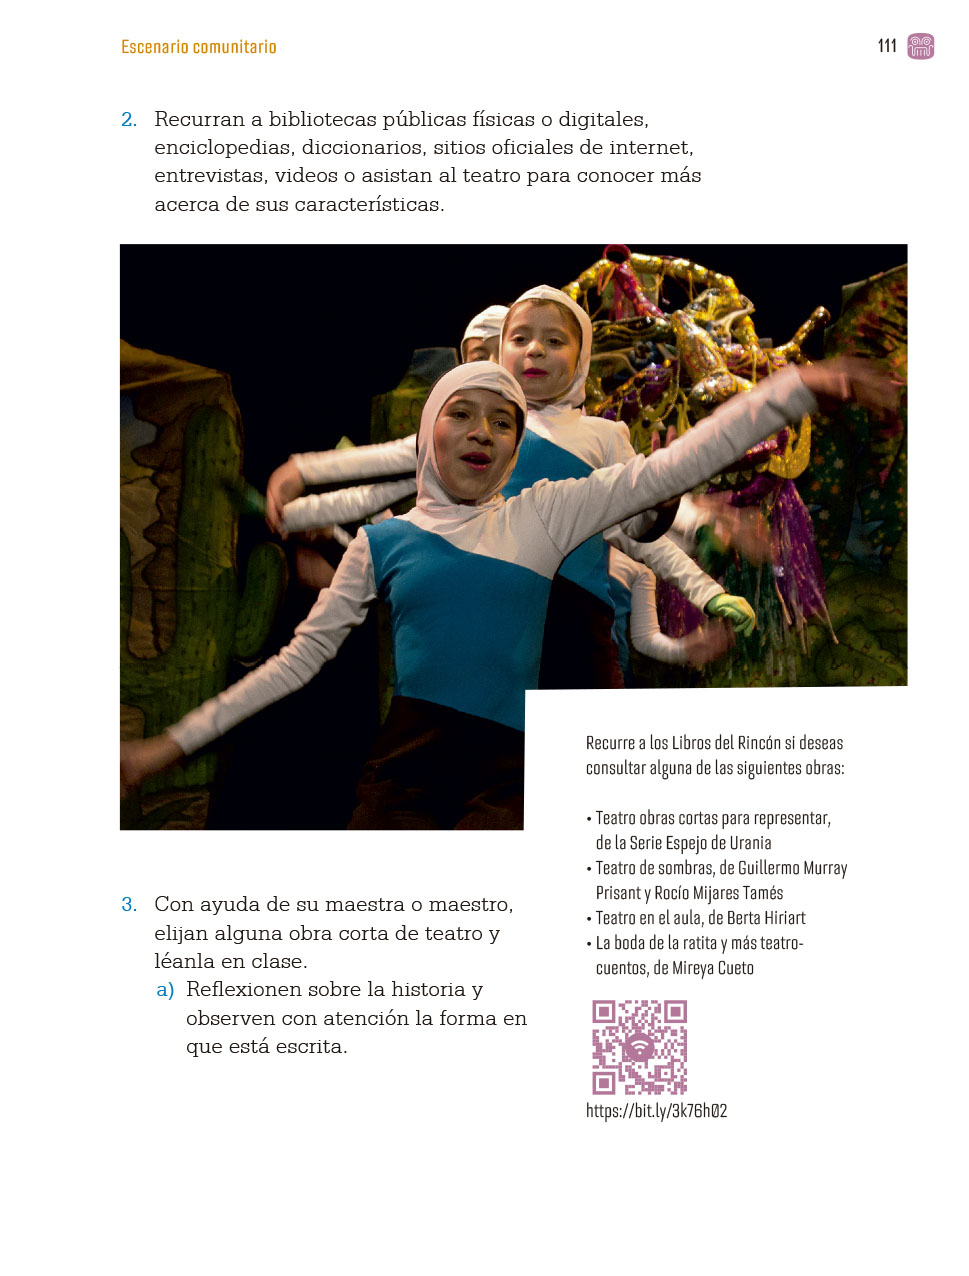 Escenario comunitario
111
2. Recurran a bibliotecas públicas físicas o digitales,
enciclopedias, diccionarios, sitios oficiales de internet,
entrevistas, videos o asistan al teatro para conocer más
acerca de sus características.
Recurre a los Libros del Rincón si deseas
consultar alguna de las siguientes obras:
• Teatro obras cortas para representar,
de la Serie Espejo de Urania
• Teatro de sombras, de Guillermo Murray
Prisant y Rocío Mijares Tamés
• Teatro en el aula, de Berta Hiriart
• La boda de la ratita y más teatro-
cuentos, de Mireya Cueto
https://bit.ly/3k76h02
3. Con ayuda de su maestra o maestro,
elijan alguna obra corta de teatro y
léanla en clase.
a) Reflexionen sobre la historia y
observen con atención la forma en
que está escrita.